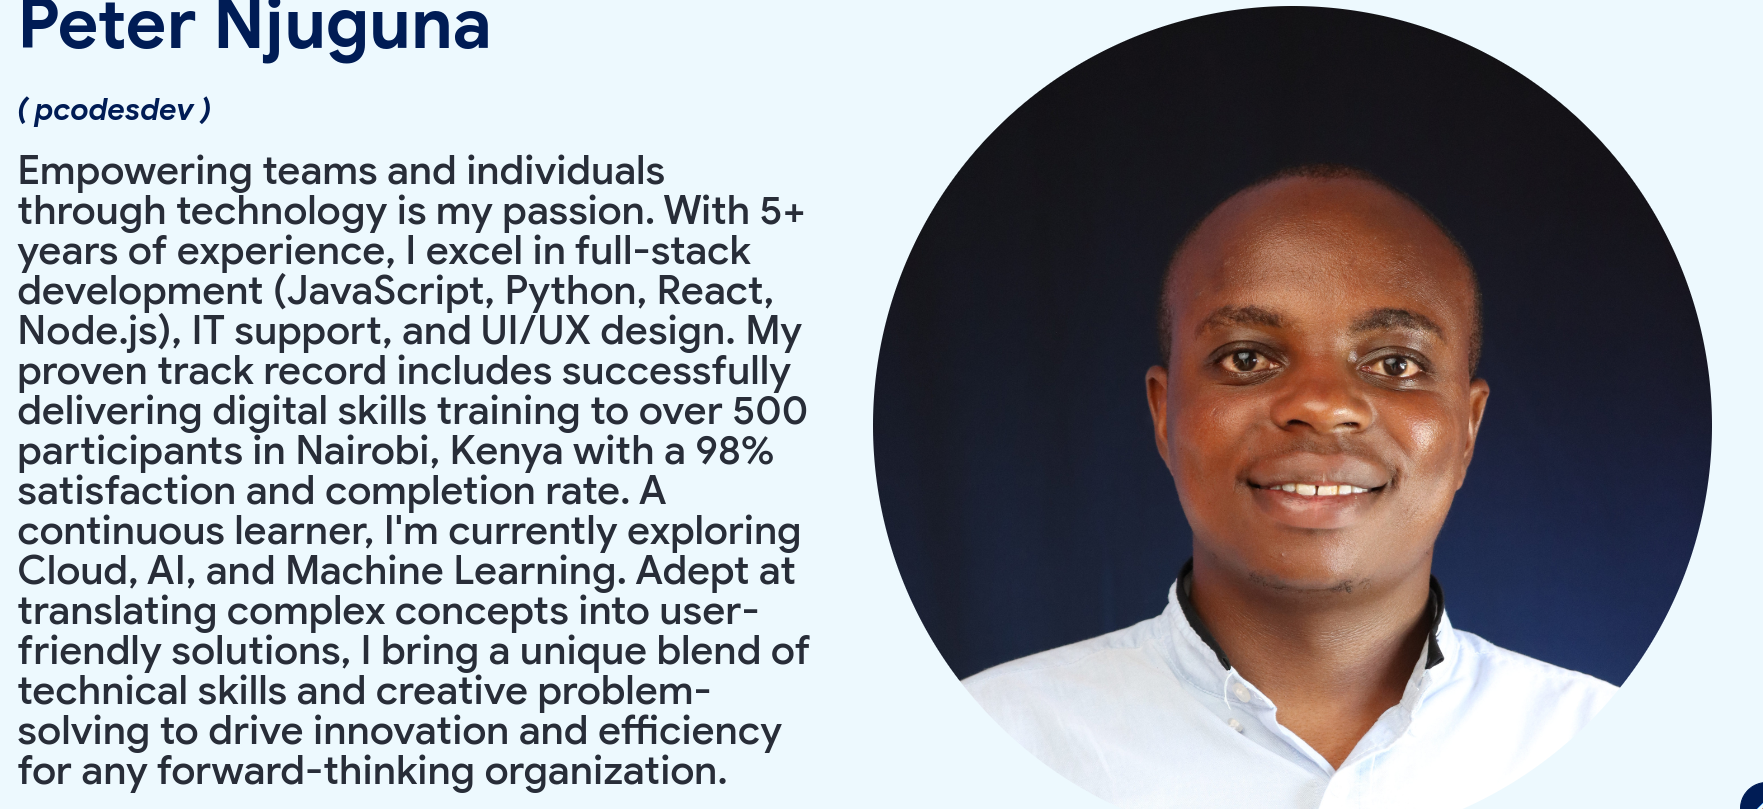 Peter Njuguna
( pcodesdev )
Empowering teams and individuals
through technology is my passion. With 5+
years of experience, I excel in full-stack
development (JavaScript, Python, React,
Node.js), IT support, and UI/UX design. My
proven track record includes successfully
delivering digital skills training to over 500
participants in Nairobi, Kenya with a 98%
satisfaction and completion rate. A
continuous learner, I'm currently exploring
Cloud, AI, and Machine Learning. Adept at
translating complex concepts into user-
friendly solutions, I bring a unique blend of
technical skills and creative problem-
solving to drive innovation and efficiency
for any forward-thinking organization.